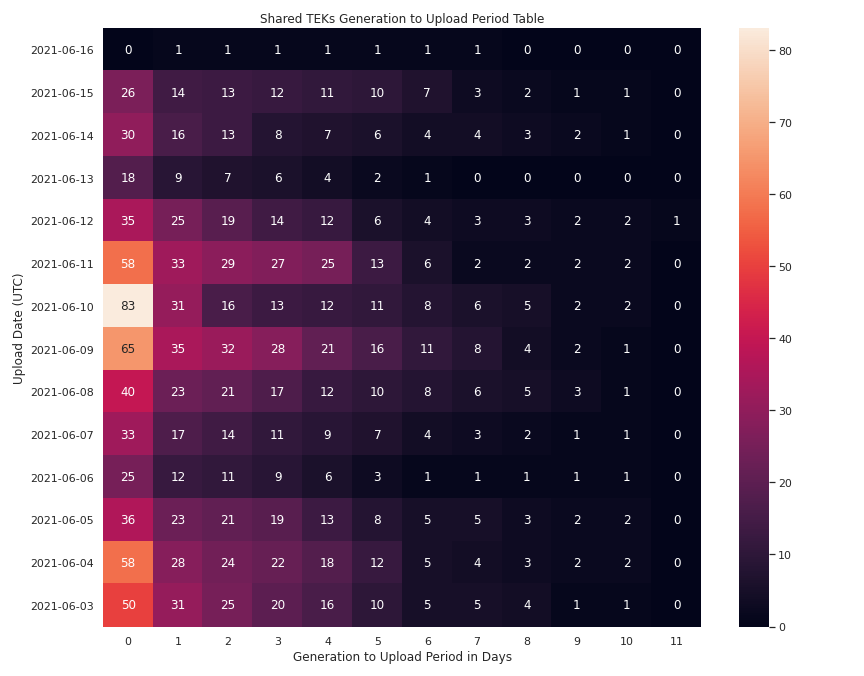 Shared TEKs Generation to Upload Period Table
2021-06-16 0 1 1 1 1 1 1 1 0 0 0 0
2021-06-15 26 14 13 12 11 10 7 3 2 1 1 0
2021-06-14 30 16 13 8 7 6 4 4 3 2 1 0
2021-06-13 18 9 7 6 4 2 1 0 0 0 0 0
2021-06-12 35 25 19 14 12 6 4 3 3 2 2 1
2021-06-11 58 33 29 27 25 13 6 2 2 2 2 0
2021-06-10 83 31 16 13 12 11 8 6 5 2 2 0
2021-06-09 65 35 32 28 21 16 11 8 4 2 1 0
2021-06-08 40 23 21 17 12 10 8 6 5 3 1 0
2021-06-07 33 17 14 11 9 7 4 3 2 1 1 0
2021-06-06 25 12 11 9 6 3 1 1 1 1 1 0
2021-06-05 36 23 21 19 13 8 5 5 3 2 2 0
2021-06-04 58 28 24 22 18 12 5 4 3 2 2 0
2021-06-03 50 31 25 20 16 10 5 5 4 1 1 0
0 1 2 3 4 5 6 7 8 9 10 11
Generation to Upload Period in Days
Upload Date (UTC)
80
70
60
50
40
30
20
10
0